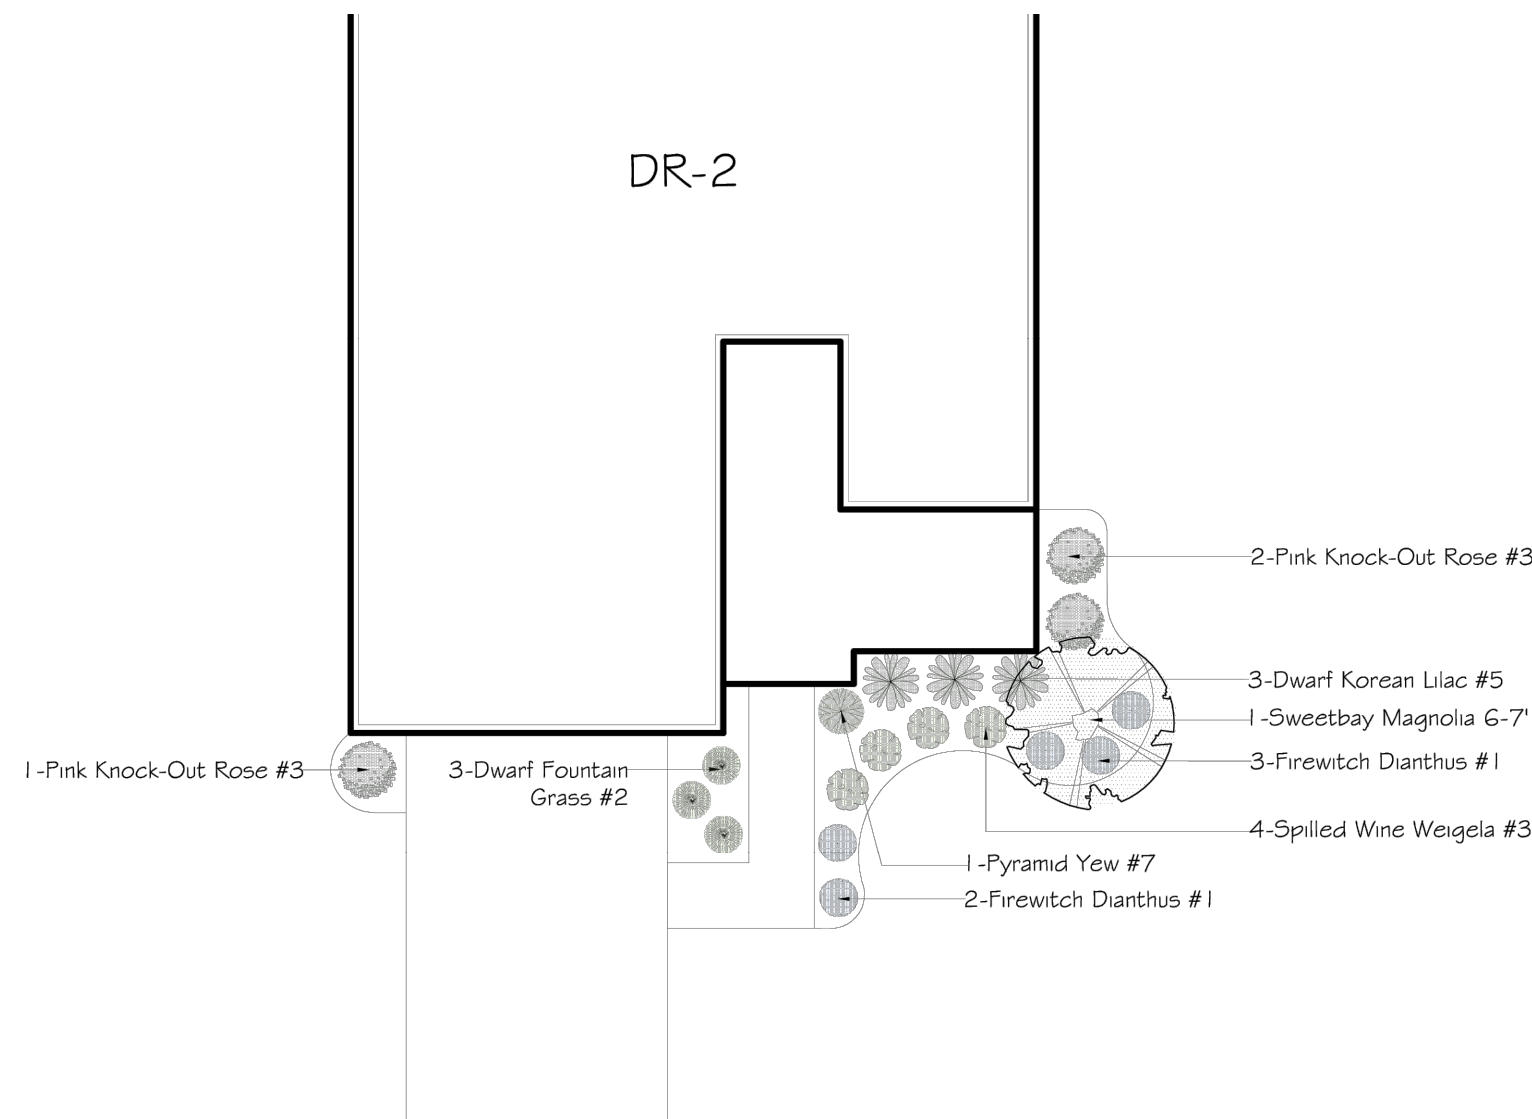 DR-2
2-Pink Knock-Out Rose #3
3-Dwarf Korean Lilac #5
1-Sweetbay Magnolia 6-7'
3-Firewitch Dianthus #1
1-Pink Knock-Out Rose #3
3-Dwarf Fountain
Grass #2
4-Spilled Wine Weigela #3
1-Pyramid Yew #7
2-Firewitch Dianthus #1